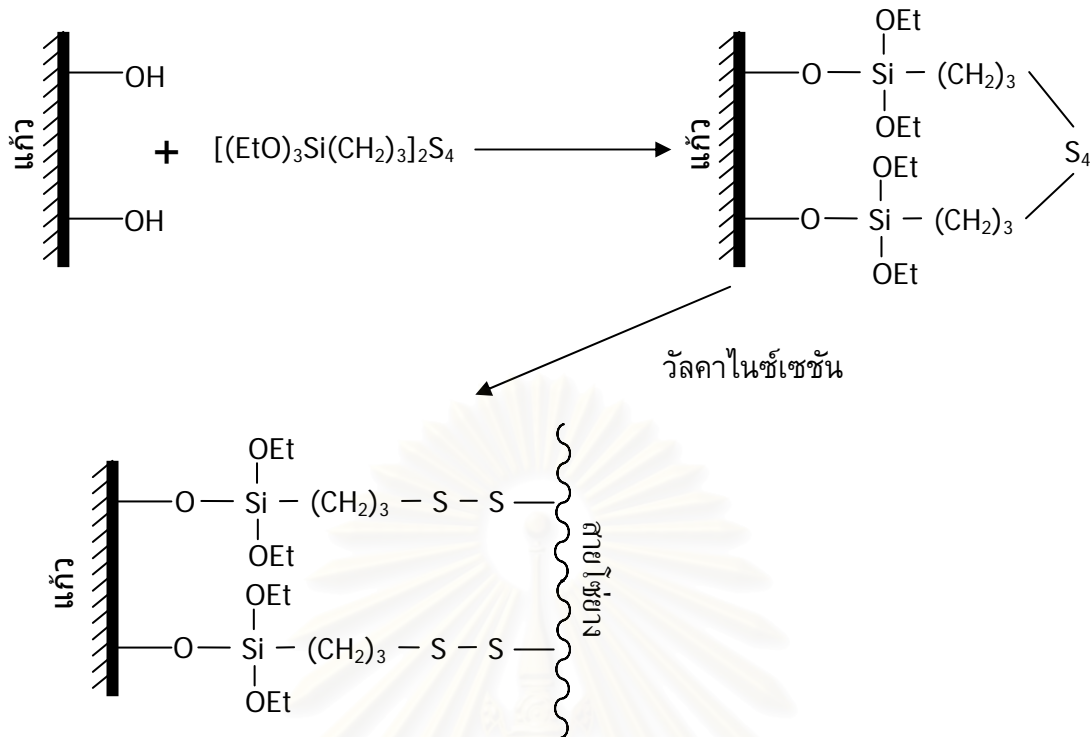 OEt
OH
O – Si – (CH₂)₃
แก้ว
OEt
+ [(EtO)₃Si(CH₂)₃]₂S₄
แก้ว
S₄
OEt
OH
O – Si – (CH₂)₃
OEt
วัลคาไนซ์เซชัน
OEt
O – Si – (CH₂)₃ – S – S
OEt
แก้ว
สายโซ่ยาง
OEt
O – Si – (CH₂)₃ – S – S
OEt